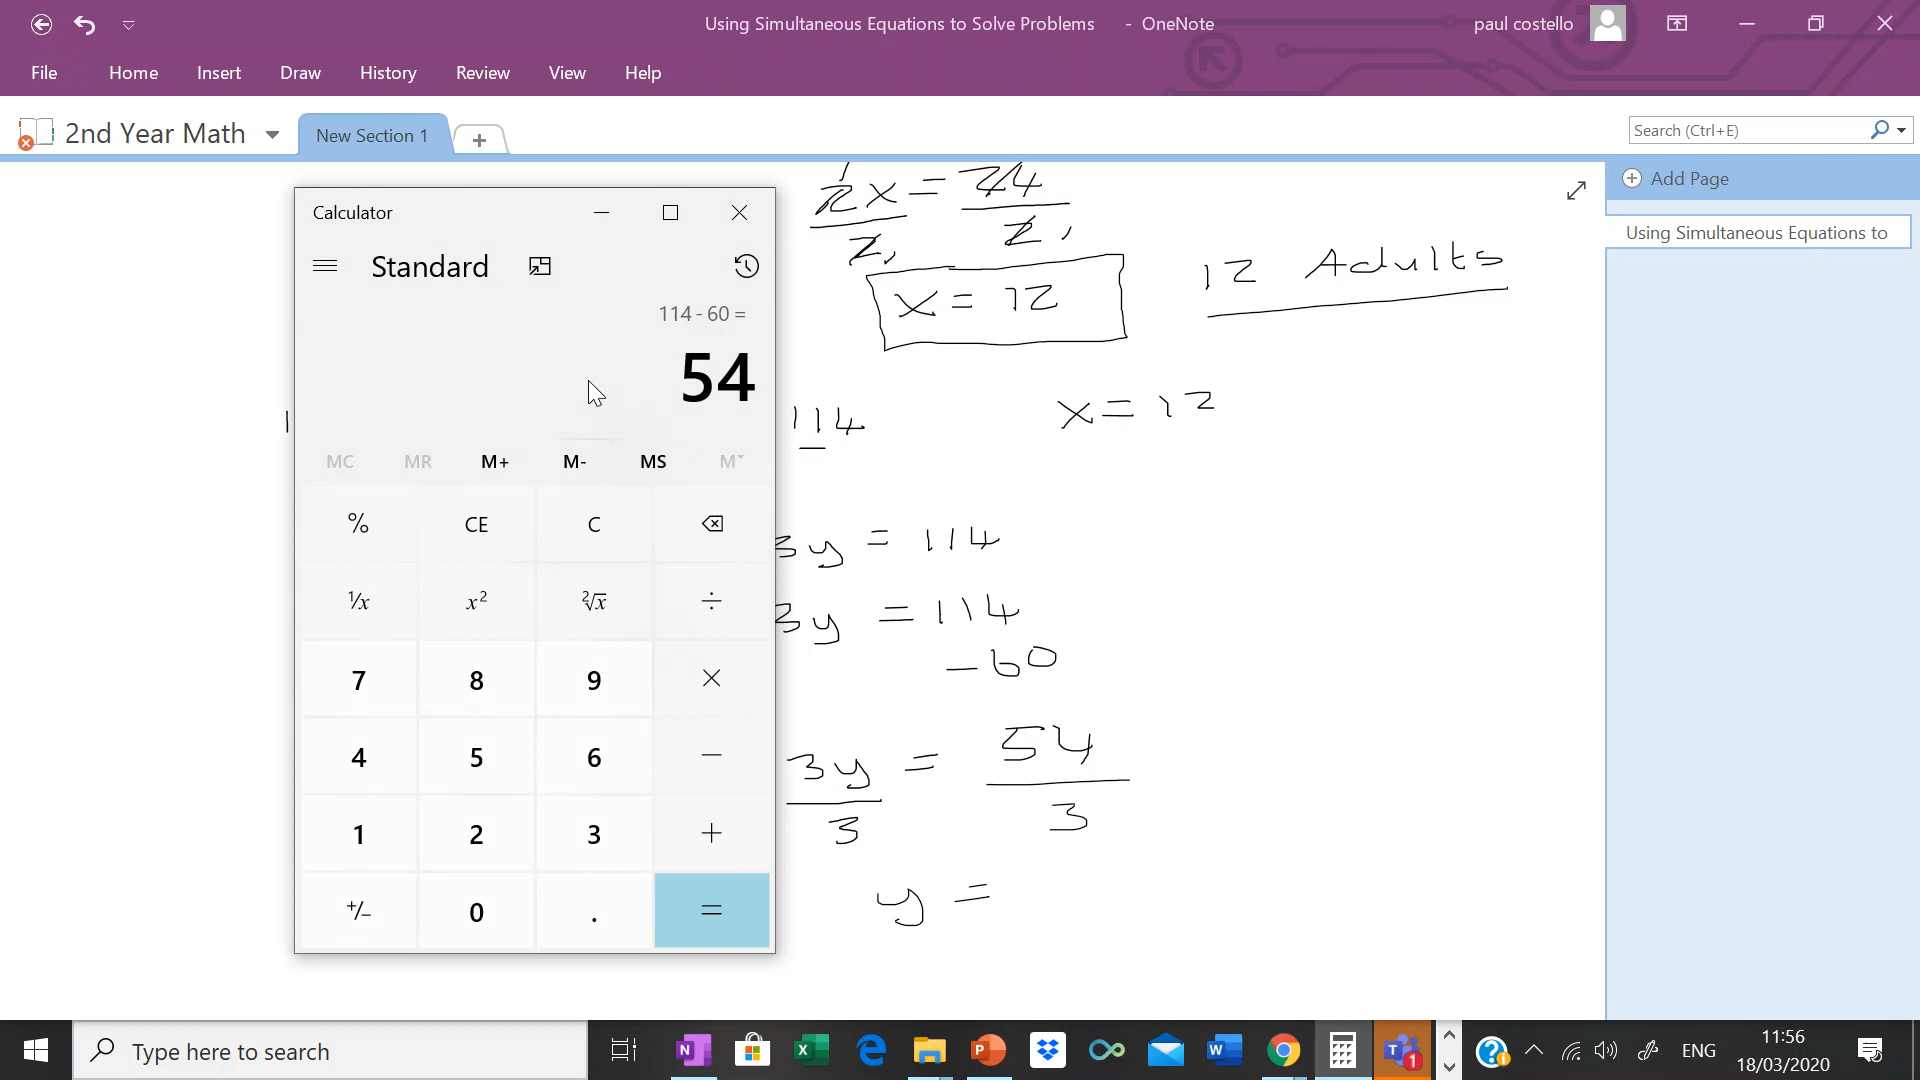 Using Simultaneous Equations to Solve Problems - OneNote
paul costello
File Home Insert Draw History Review View Help
2nd Year Math
New Section 1
+
Search (Ctrl+E)
Add Page
Using Simultaneous Equations to
Calculator
Standard
114 - 60 =
54
MC MR M+ M- MS M˅
% CE C
¹/x x² ²√x ÷
7 8 9 ×
4 5 6 −
1 2 3 +
+/− 0 . =
2x = 24
2 2
x = 12
12 Adults
114
x = 12
3y = 114
3y = 114
- 60
3y = 54
3 3
y =
Type here to search
ENG
11:56
18/03/2020
1